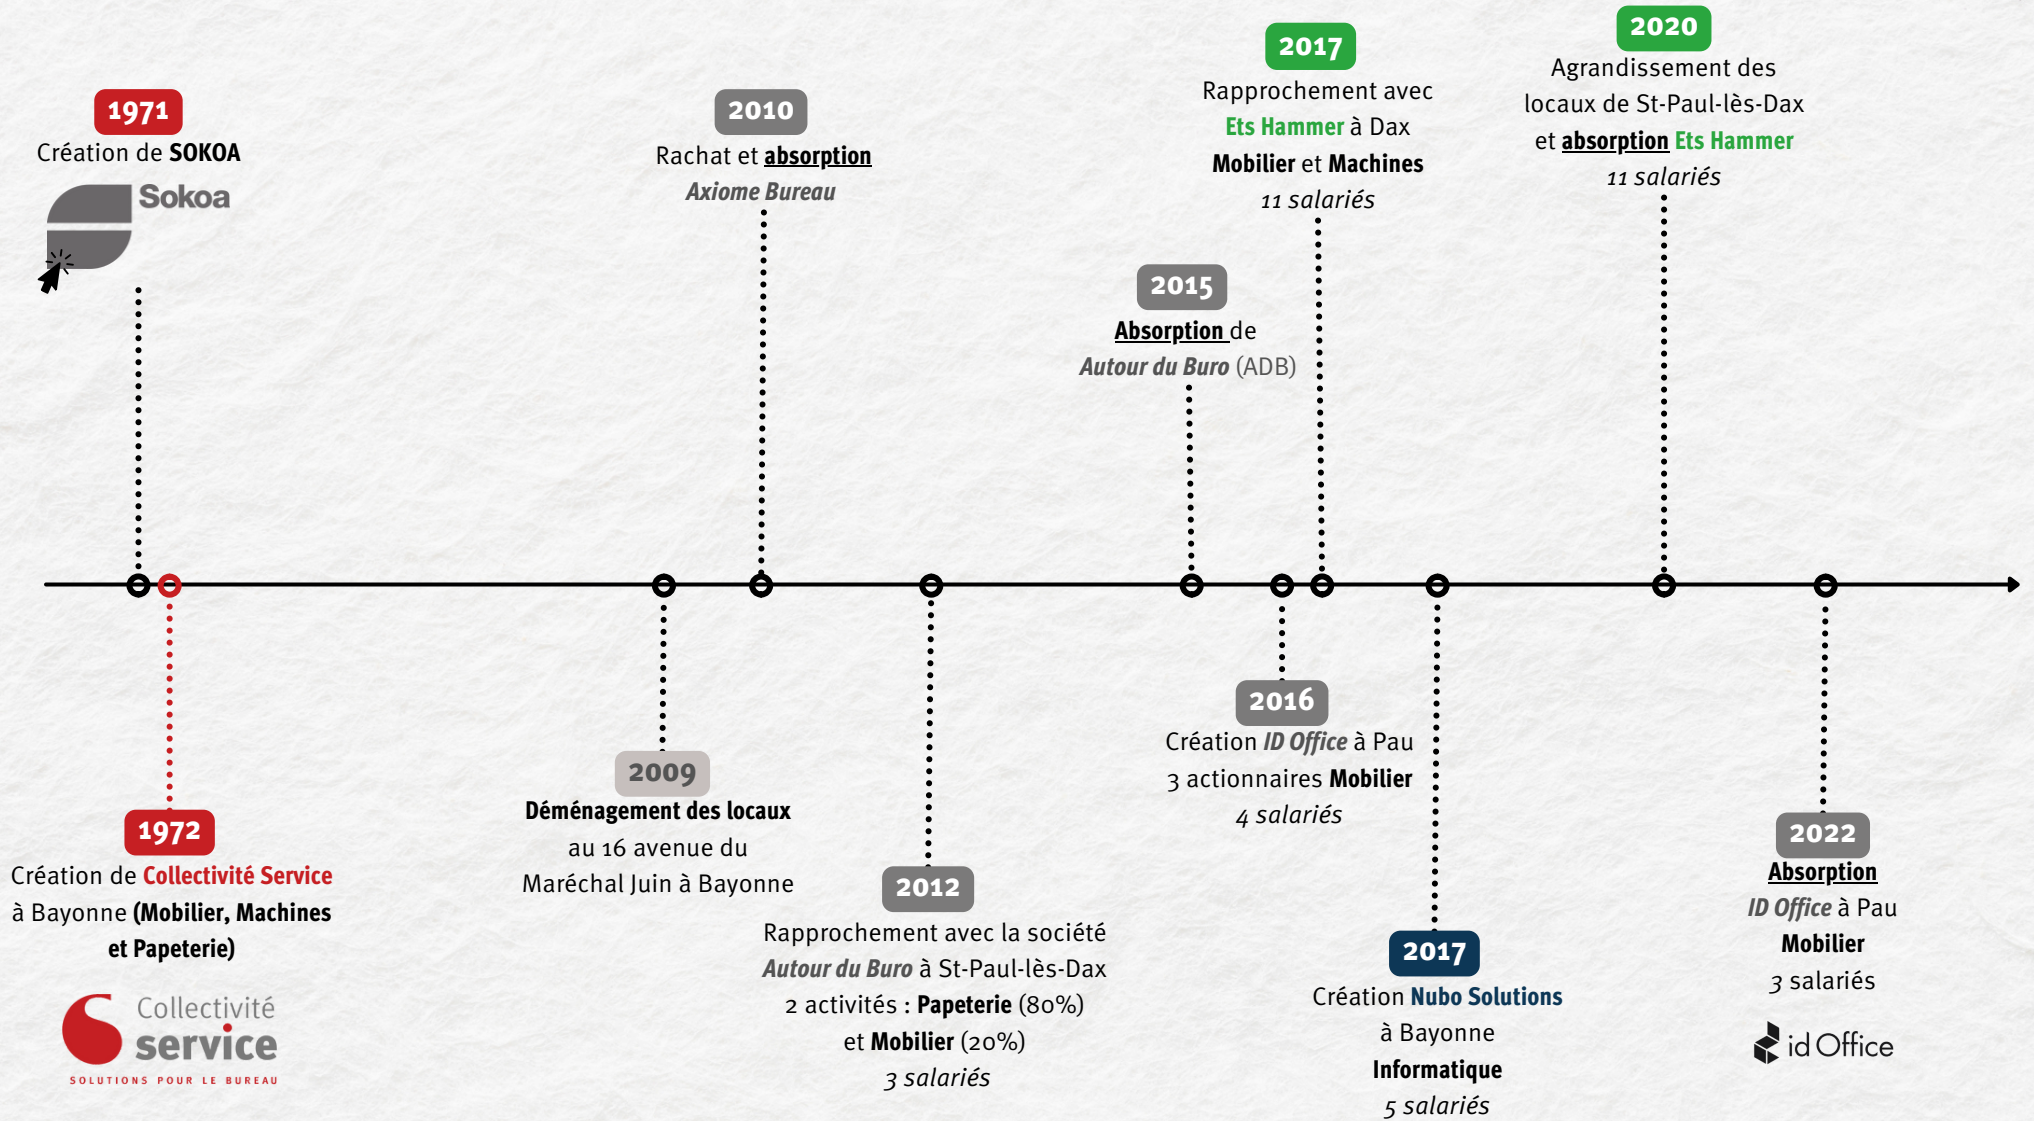 1971
Création de SOKOA
Sokoa
1972
Création de Collectivité Service
à Bayonne (Mobilier, Machines
et Papeterie)
Collectivité
service
SOLUTIONS POUR LE BUREAU
2009
Déménagement des locaux
au 16 avenue du
Maréchal Juin à Bayonne
2010
Rachat et absorption
Axiome Bureau
2012
Rapprochement avec la société
Autour du Buro à St-Paul-lès-Dax
2 activités : Papeterie (80%)
et Mobilier (20%)
3 salariés
2015
Absorption de
Autour du Buro (ADB)
2016
Création ID Office à Pau
3 actionnaires Mobilier
4 salariés
2017
Rapprochement avec
Ets Hammer à Dax
Mobilier et Machines
11 salariés
2017
Création Nubo Solutions
à Bayonne
Informatique
5 salariés
2020
Agrandissement des
locaux de St-Paul-lès-Dax
et absorption Ets Hammer
11 salariés
2022
Absorption
ID Office à Pau
Mobilier
3 salariés
id Office